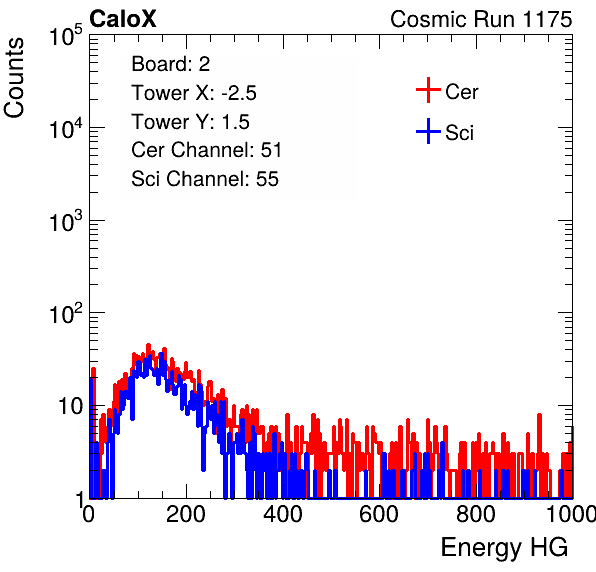 CaloX Cosmic Run 1175
Counts
10^5
10^4
10^3
10^2
10
1
Board: 2
Tower X: -2.5
Tower Y: 1.5
Cer Channel: 51
Sci Channel: 55
Cer
Sci
0 200 400 600 800 1000
Energy HG